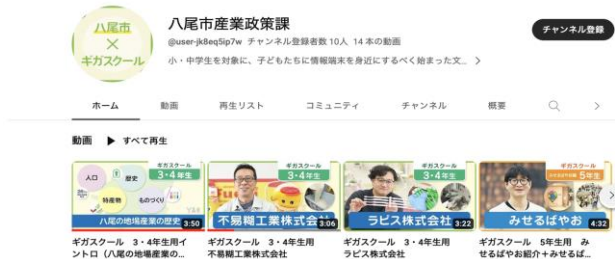 八尾市
×
ギガスクール
八尾市産業政策課
@user-jk8eq5ip7w チャンネル登録者数 10人 14 本の動画
小・中学生を対象に、子どもたちに情報端末を身近にするべく始まった文... >
チャンネル登録
ホーム 動画 再生リスト コミュニティ チャンネル 概要
動画 ▶ すべて再生
ギガスクール
3・4年生
人口
歴史
特産物
ものづくり
八尾の地場産業の歴史
3:50
ギガスクール 3・4年生用イ
ントロ(八尾の地場産業の...
ギガスクール
3・4年生
不易糊工業株式会社
3:06
ギガスクール 3・4年生用
不易糊工業株式会社
ギガスクール
3・4年生
ラピス株式会社
3:22
ギガスクール 3・4年生用
ラピス株式会社
ギガスクール
5年生
みせるばやお
4:32
ギガスクール 5年生用 み
せるばやお紹介+みせるば...